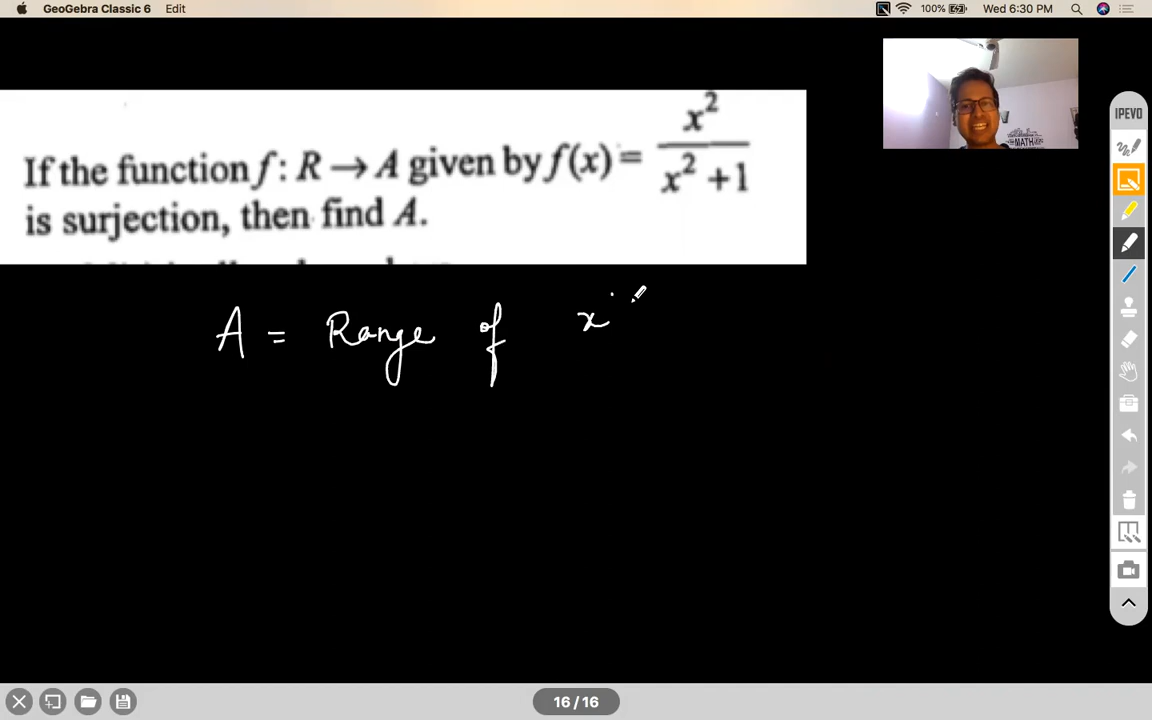 GeoGebra Classic 6 Edit 100% Wed 6:30 PM
IPEVO
If the function f : R → A given by f(x) = x²/(x² + 1)
is surjection, then find A.
A = Range of x
16 / 16